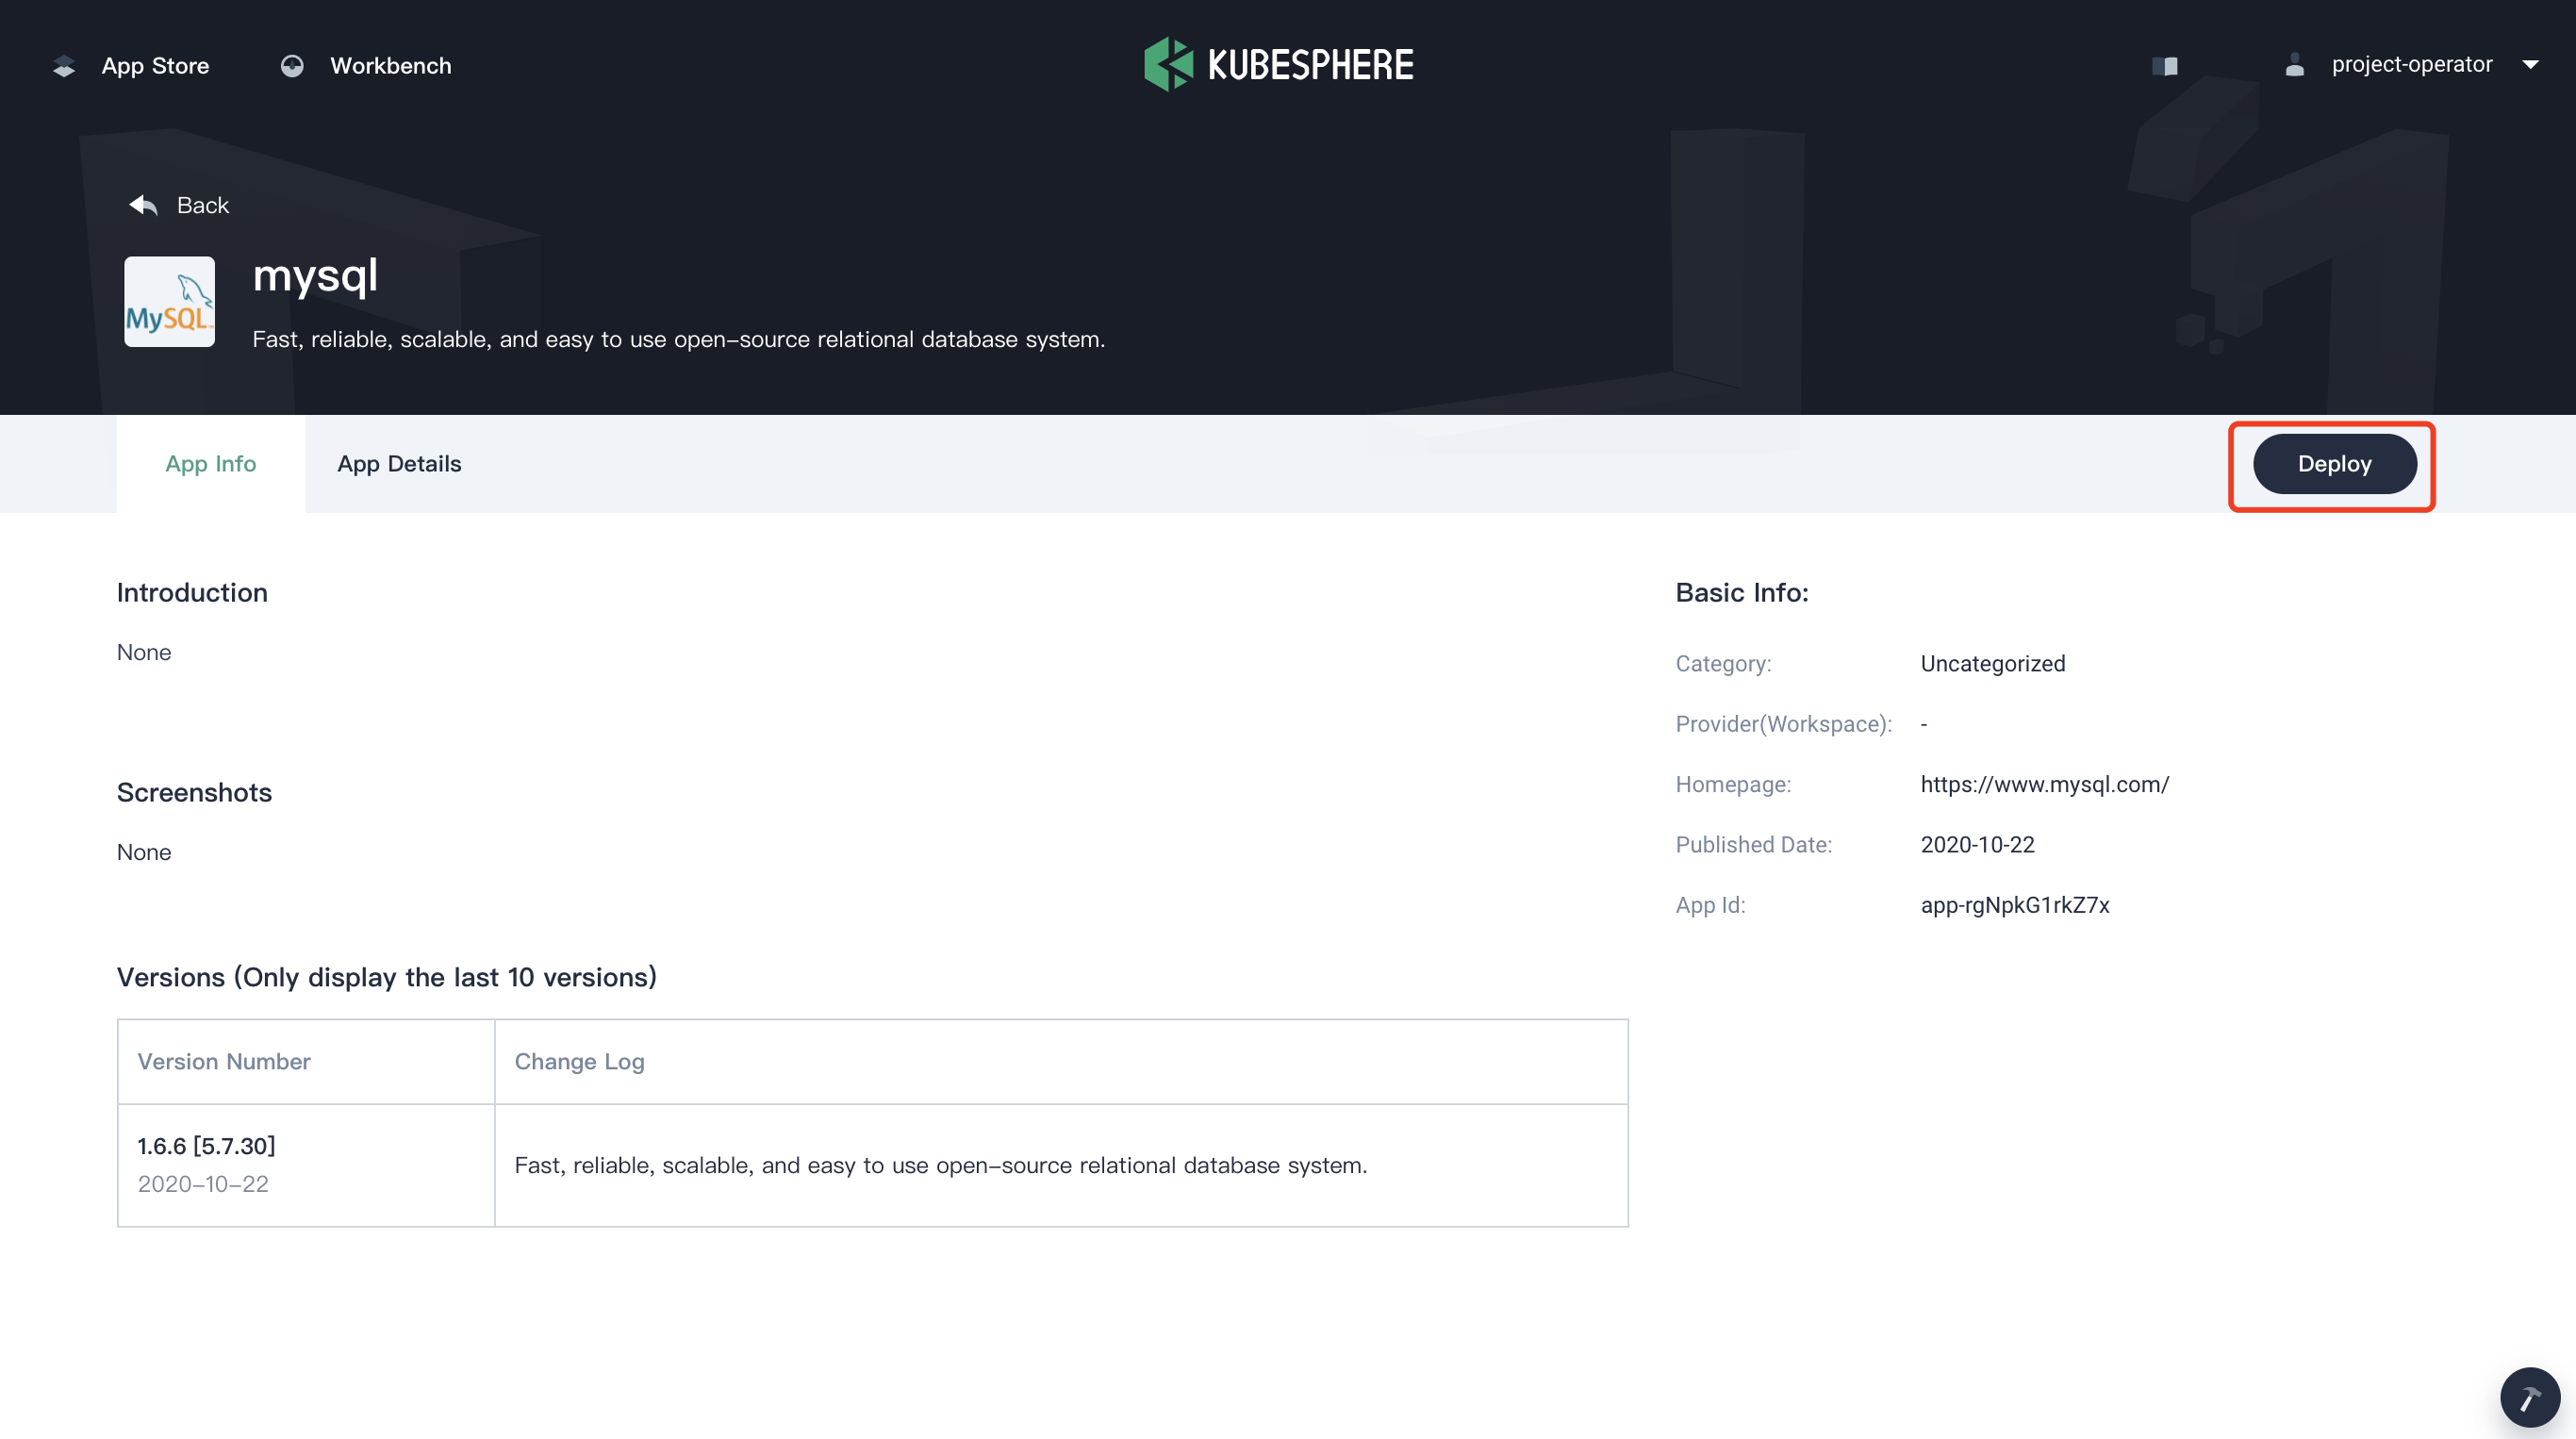 App Store
Workbench
KUBESPHERE
project-operator
Back
MySQL
mysql
Fast, reliable, scalable, and easy to use open-source relational database system.
App Info
App Details
Deploy
Introduction
None
Screenshots
None
Versions (Only display the last 10 versions)
Version Number
Change Log
1.6.6 [5.7.30]
2020-10-22
Fast, reliable, scalable, and easy to use open-source relational database system.
Basic Info:
Category: Uncategorized
Provider(Workspace): -
Homepage: https://www.mysql.com/
Published Date: 2020-10-22
App Id: app-rgNpkG1rkZ7x